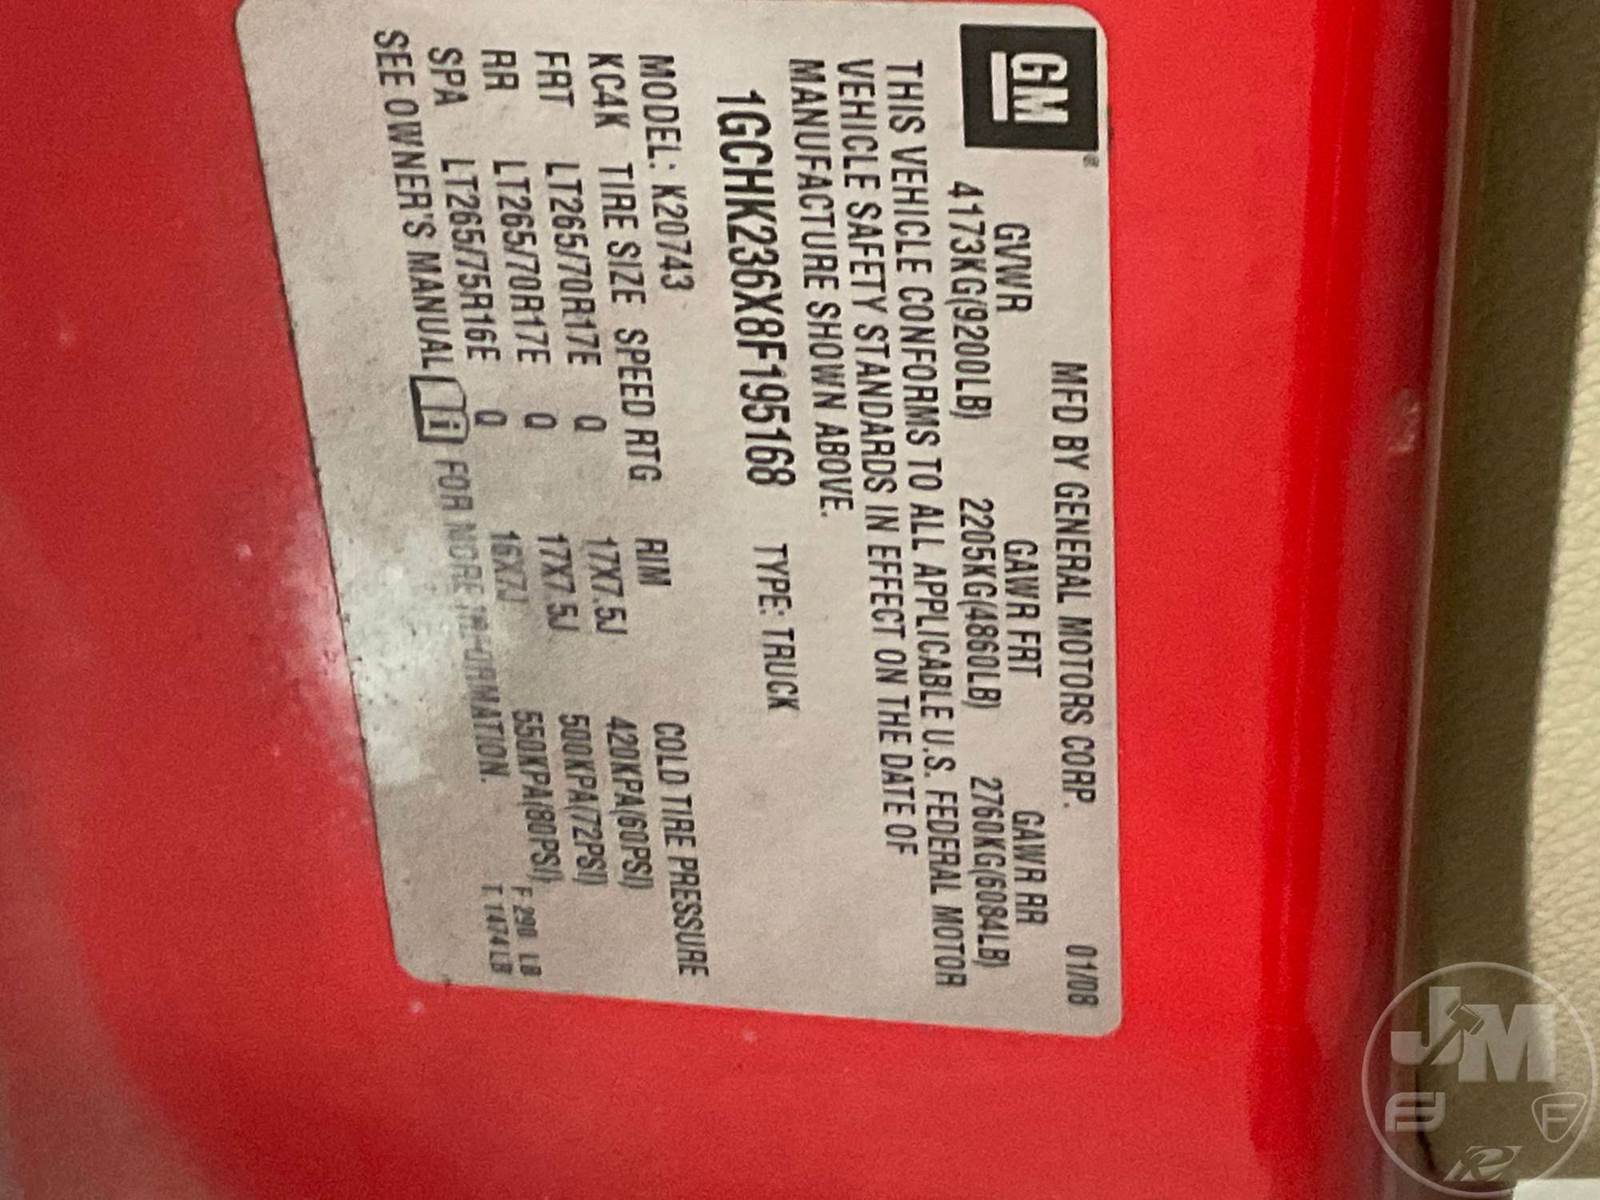 GM®
MFD BY GENERAL MOTORS CORP. 01/08
GVWR GAWR FRT GAWR RR
4173KG(9200LB) 2205KG(4860LB) 2760KG(6084LB)
THIS VEHICLE CONFORMS TO ALL APPLICABLE U.S. FEDERAL MOTOR
VEHICLE SAFETY STANDARDS IN EFFECT ON THE DATE OF
MANUFACTURE SHOWN ABOVE.
1GCHK236X8F195168 TYPE: TRUCK
MODEL: K20743
KC4K TIRE SIZE SPEED RTG RIM COLD TIRE PRESSURE
FRT LT265/70R17E Q 17X7.5J 420KPA(60PSI)
RR LT265/70R17E Q 17X7.5J 500KPA(72PSI)
SPA LT265/75R16E Q 16X7J 550KPA(80PSI)
SEE OWNER'S MANUAL i FOR MORE INFORMATION.
F 290 LB
T 1474 LB
JM